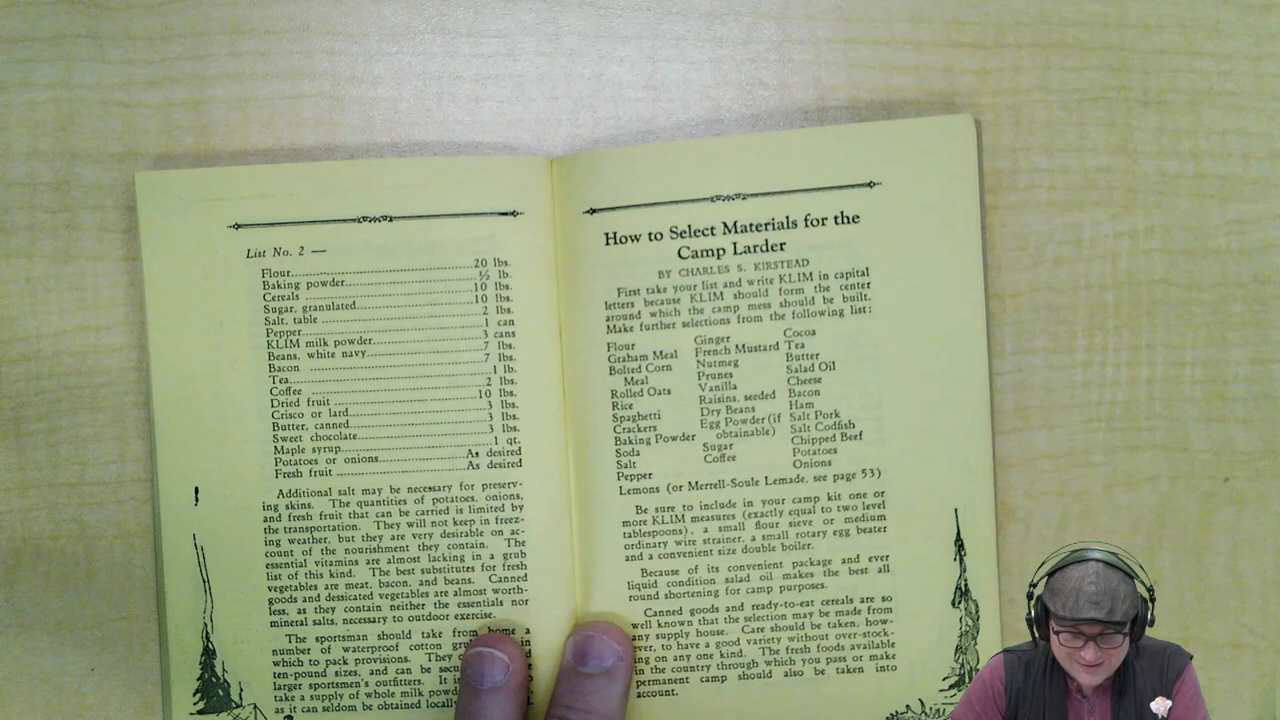 List No. 2 —
Flour 20 lbs.
Baking powder ½ lb.
Cereals 10 lbs.
Sugar, granulated 10 lbs.
Salt, table 2 lbs.
Pepper 1 can
KLIM milk powder 3 cans
Beans, white navy 7 lbs.
Bacon 7 lbs.
Tea 1 lb.
Coffee 2 lbs.
Dried fruit 10 lbs.
Crisco or lard 3 lbs.
Butter, canned 3 lbs.
Sweet chocolate 3 lbs.
Maple syrup 1 qt.
Potatoes or onions As desired
Fresh fruit As desired
Additional salt may be necessary for preserv-
ing skins. The quantities of potatoes, onions,
and fresh fruit that can be carried is limited by
the transportation. They will not keep in freez-
ing weather, but they are very desirable on ac-
count of the nourishment they contain. The
essential vitamins are almost lacking in a grub
list of this kind. The best substitutes for fresh
vegetables are meat, bacon, and beans. Canned
goods and dessicated vegetables are almost worth-
less, as they contain neither the essentials nor
mineral salts, necessary to outdoor exercise.
The sportsman should take from home a
number of waterproof cotton in
which to pack provisions. They
ten-pound sizes, and can be
larger sportsmen's outfitters. It
take a supply of whole milk
as it can seldom be obtained
How to Select Materials for the
Camp Larder
BY CHARLES S. KIRSTEAD
First take your list and write KLIM in capital
letters because KLIM should form the center
around which the camp mess should be built.
Make further selections from the following list:
Flour
Graham Meal
Bolted Corn
Meal
Rolled Oats
Rice
Spaghetti
Crackers
Baking Powder
Soda
Salt
Pepper
Ginger
French Mustard
Nutmeg
Prunes
Vanilla
Raisins, seeded
Dry Beans
Egg Powder (if
obtainable)
Sugar
Coffee
Cocoa
Tea
Butter
Salad Oil
Cheese
Bacon
Ham
Salt Pork
Salt Codfish
Chipped Beef
Potatoes
Onions
Lemons (or Merrell-Soule Lemade, see page 53)
Be sure to include in your camp kit one or
more KLIM measures (exactly equal to two level
tablespoons), a small flour sieve or medium
ordinary wire strainer, a small rotary egg beater
and a convenient size double boiler.
Because of its convenient package and ever
liquid condition salad oil makes the best all
round shortening for camp purposes.
Canned goods and ready-to-eat cereals are so
well known that the selection may be made from
any supply house. Care should be taken, how-
ever, to have a good variety without over-stock-
ing on any one kind. The fresh foods available
in the country through which you pass or make
permanent camp should also be taken into
account.